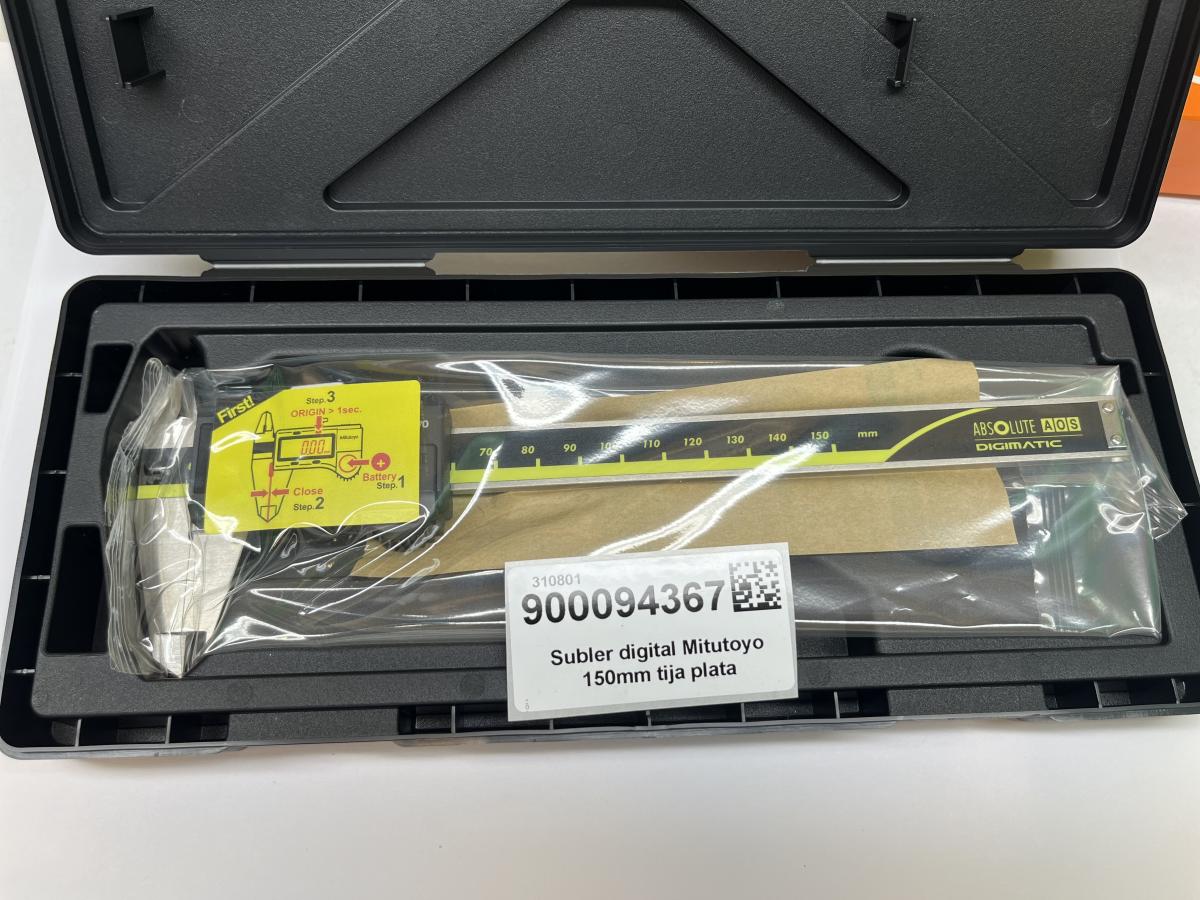 First!
Step.3
ORIGIN > 1sec.
0.00
Mitutoyo
Battery
Step.1
Close
Step.2
70 80 90 100 110 120 130 140 150 mm
ABSOLUTE AOS
DIGIMATIC
310801
900094367
Subler digital Mitutoyo
150mm tija plata